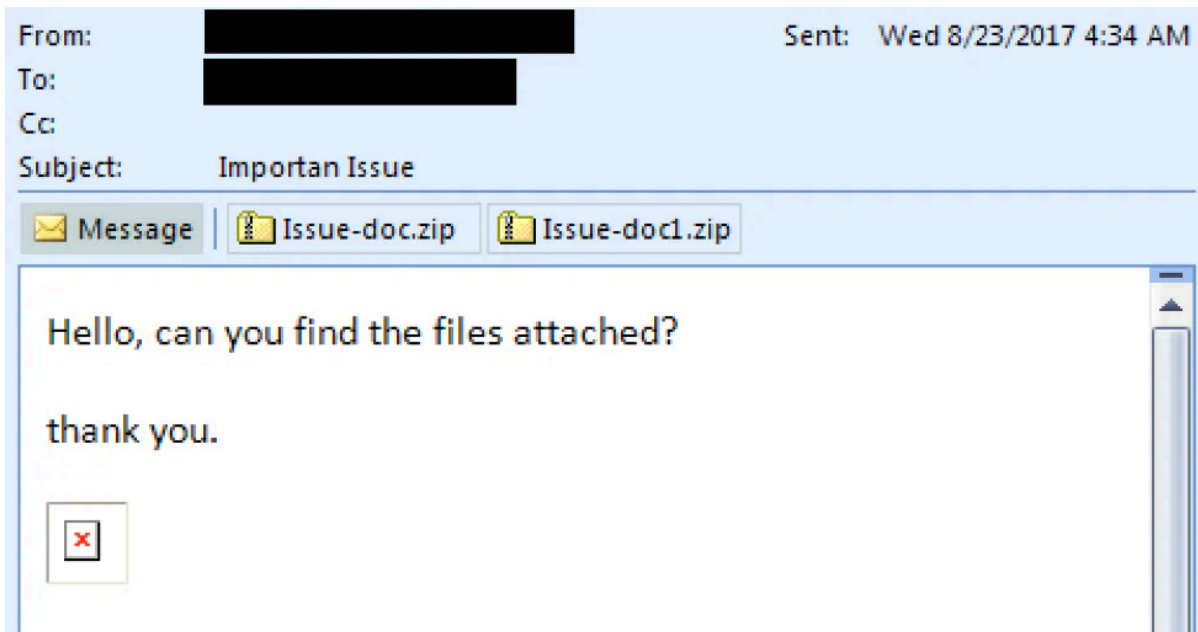 From: Sent: Wed 8/23/2017 4:34 AM
To:
Cc:
Subject: Importan Issue
Message Issue-doc.zip Issue-doc1.zip
Hello, can you find the files attached?
thank you.